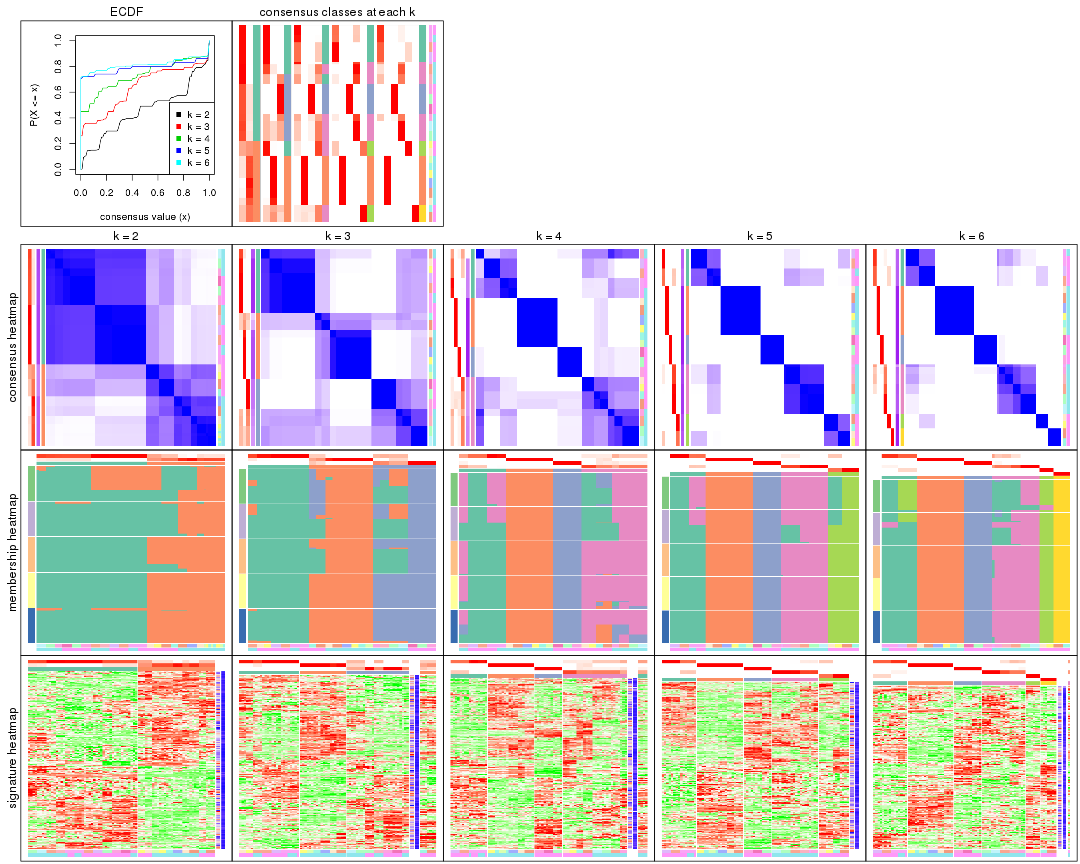 ECDF
consensus classes at each k
P(X <= x)
1.0
0.8
0.6
0.4
0.2
0.0
k = 2
k = 3
k = 4
k = 5
k = 6
0.0 0.2 0.4 0.6 0.8 1.0
consensus value (x)
k = 2
k = 3
k = 4
k = 5
k = 6
consensus heatmap
membership heatmap
signature heatmap